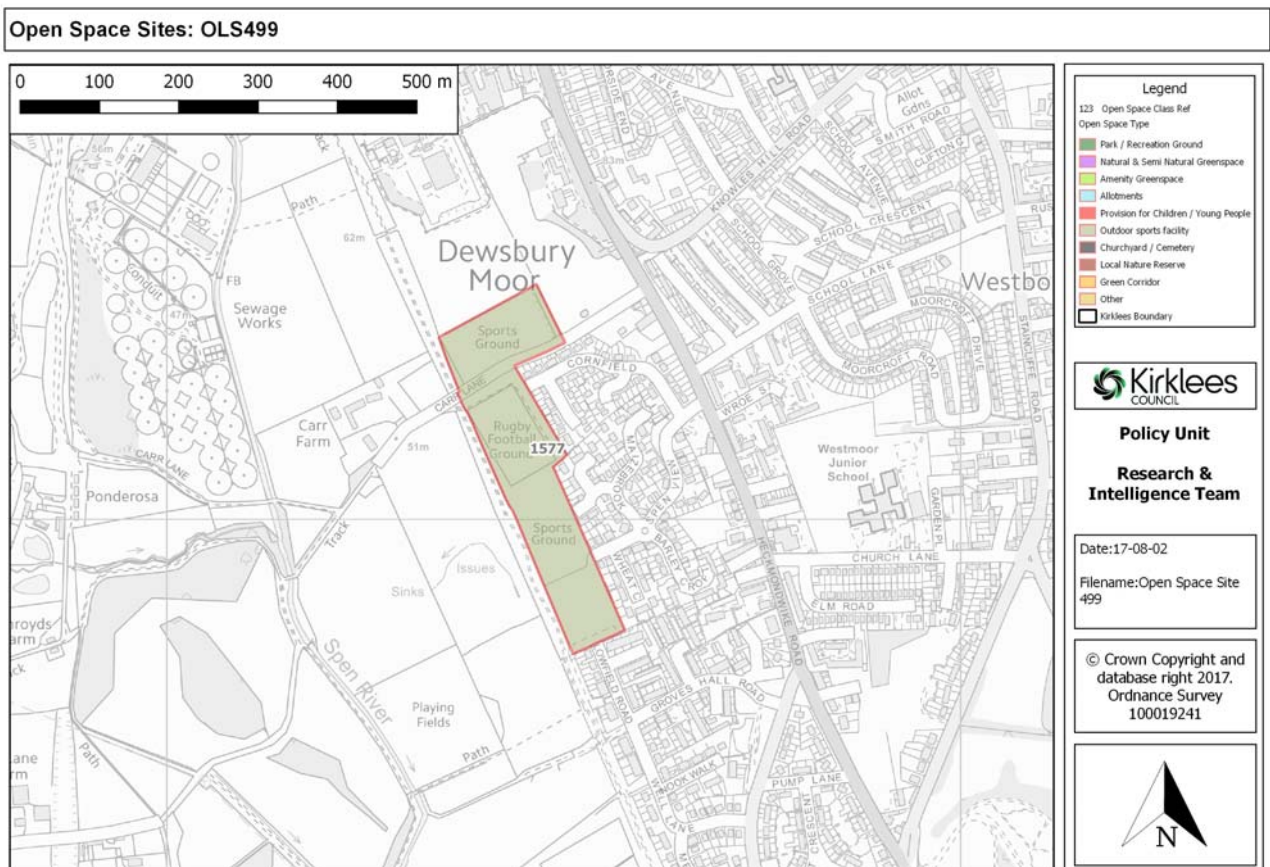 Open Space Sites: OLS499
0 100 200 300 400 500 m
Dewsbury
Moor
Westbo
Sports
Ground
Rugby
Football
Ground
1577
Sports
Ground
Sewage
Works
FB
Conduit
47m
56m
62m
51m
Path
Carr
Farm
CARR LANE
CARR LANE
Ponderosa
Track
Issues
Sinks
Spen River
Playing
Fields
Path
Path
AVENUE
Allot
Gdns
SMITH ROAD
KNOWLES HILL ROAD
SCHOOL
AVENUE
SCHOOL CRESCENT
SCHOOL GROVE
SCHOOL LANE
MOORCROFT
DRIVE
MOORCROFT
ROAD
STAINCLIFFE ROAD
CORNFIELD
WROE ST
Westmoor
Junior
School
GARDEN PL
CHURCH LANE
ELM ROAD
HECKMONDWIKE ROAD
GROVES HALL ROAD
NOOK WALK
PUMP LANE
CRESCENT
Legend
123 Open Space Class Ref
Open Space Type
Park / Recreation Ground
Natural & Semi Natural Greenspace
Amenity Greenspace
Allotments
Provision for Children / Young People
Outdoor sports facility
Churchyard / Cemetery
Local Nature Reserve
Green Corridor
Other
Kirklees Boundary
Kirklees
COUNCIL
Policy Unit
Research &
Intelligence Team
Date:17-08-02
Filename:Open Space Site
499
© Crown Copyright and
database right 2017.
Ordnance Survey
100019241
N